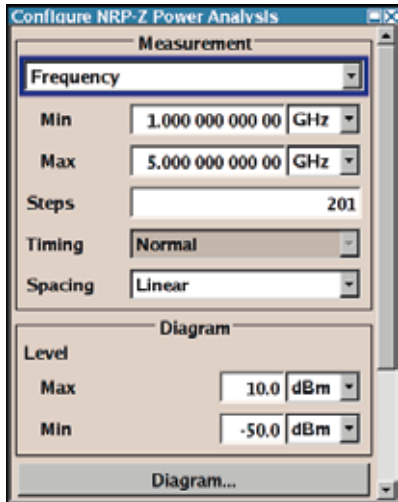 Configure NRP-Z Power Analysis
Measurement
Frequency
Min 1.000 000 000 00 GHz
Max 5.000 000 000 00 GHz
Steps 201
Timing Normal
Spacing Linear
Diagram
Level
Max 10.0 dBm
Min -50.0 dBm
Diagram...